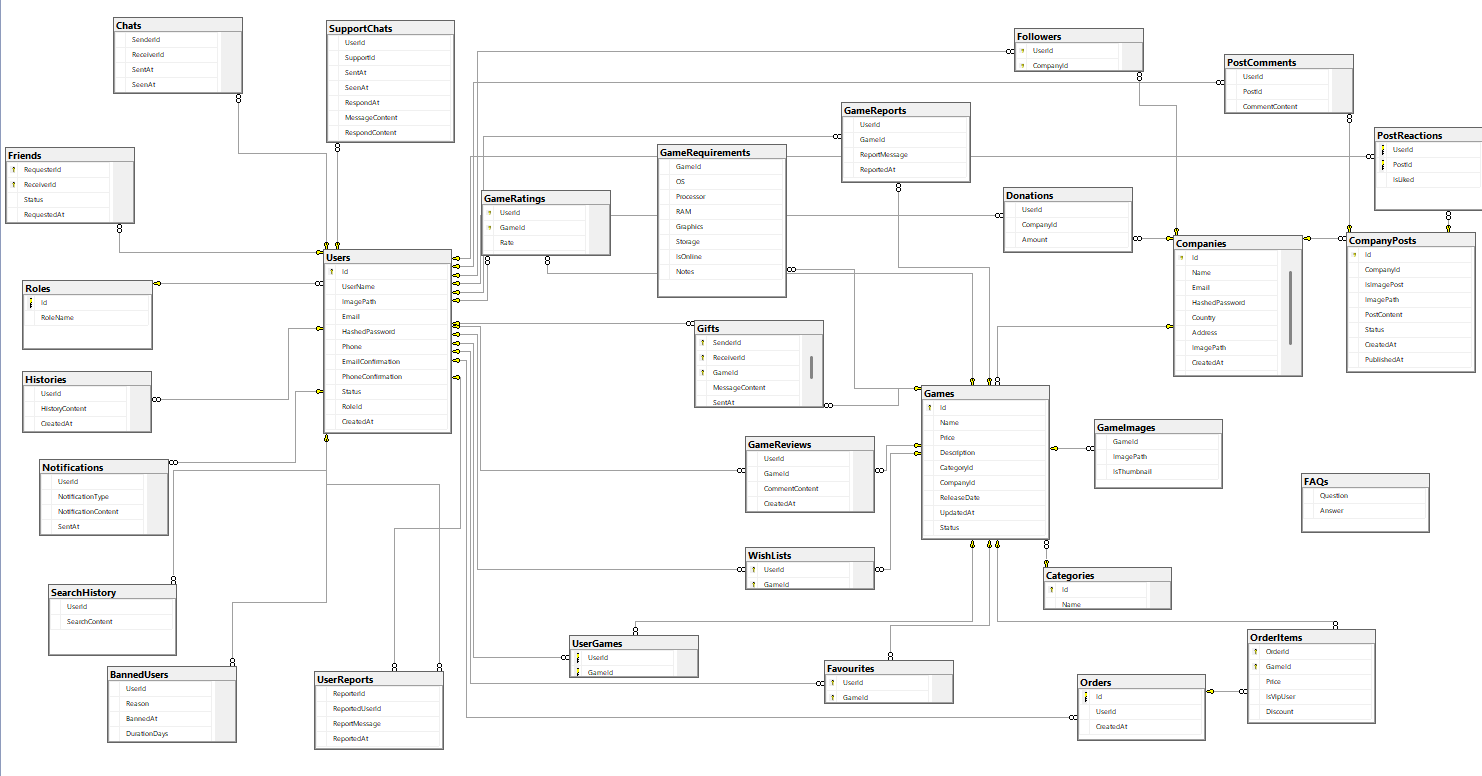 Chats
SenderId
ReceiverId
SentAt
SeenAt
SupportChats
UserId
SupportId
SentAt
SeenAt
RespondAt
MessageContent
RespondContent
Followers
UserId
CompanyId
PostComments
UserId
PostId
CommentContent
GameReports
UserId
GameId
ReportMessage
ReportedAt
PostReactions
UserId
PostId
IsLiked
Friends
RequesterId
ReceiverId
Status
RequestedAt
GameRequirements
GameId
OS
Processor
RAM
Graphics
Storage
IsOnline
Notes
GameRatings
UserId
GameId
Rate
Donations
UserId
CompanyId
Amount
Companies
Id
Name
Email
HashedPassword
Country
Address
ImagePath
CreatedAt
CompanyPosts
Id
CompanyId
IsImagePost
ImagePath
PostContent
Status
CreatedAt
PublishedAt
Users
Id
UserName
ImagePath
Email
HashedPassword
Phone
EmailConfirmation
PhoneConfirmation
Status
RoleId
CreatedAt
Roles
Id
RoleName
Gifts
SenderId
ReceiverId
GameId
MessageContent
SentAt
Histories
UserId
HistoryContent
CreatedAt
Games
Id
Name
Price
Description
CategoryId
CompanyId
ReleaseDate
UpdatedAt
Status
GameImages
GameId
ImagePath
IsThumbnail
GameReviews
UserId
GameId
CommentContent
CreatedAt
Notifications
UserId
NotificationType
NotificationContent
SentAt
FAQs
Question
Answer
WishLists
UserId
GameId
Categories
Id
Name
SearchHistory
UserId
SearchContent
UserGames
UserId
GameId
OrderItems
OrderId
GameId
Price
IsVipUser
Discount
BannedUsers
UserId
Reason
BannedAt
DurationDays
UserReports
ReporterId
ReportedUserId
ReportMessage
ReportedAt
Favourites
UserId
GameId
Orders
Id
UserId
CreatedAt